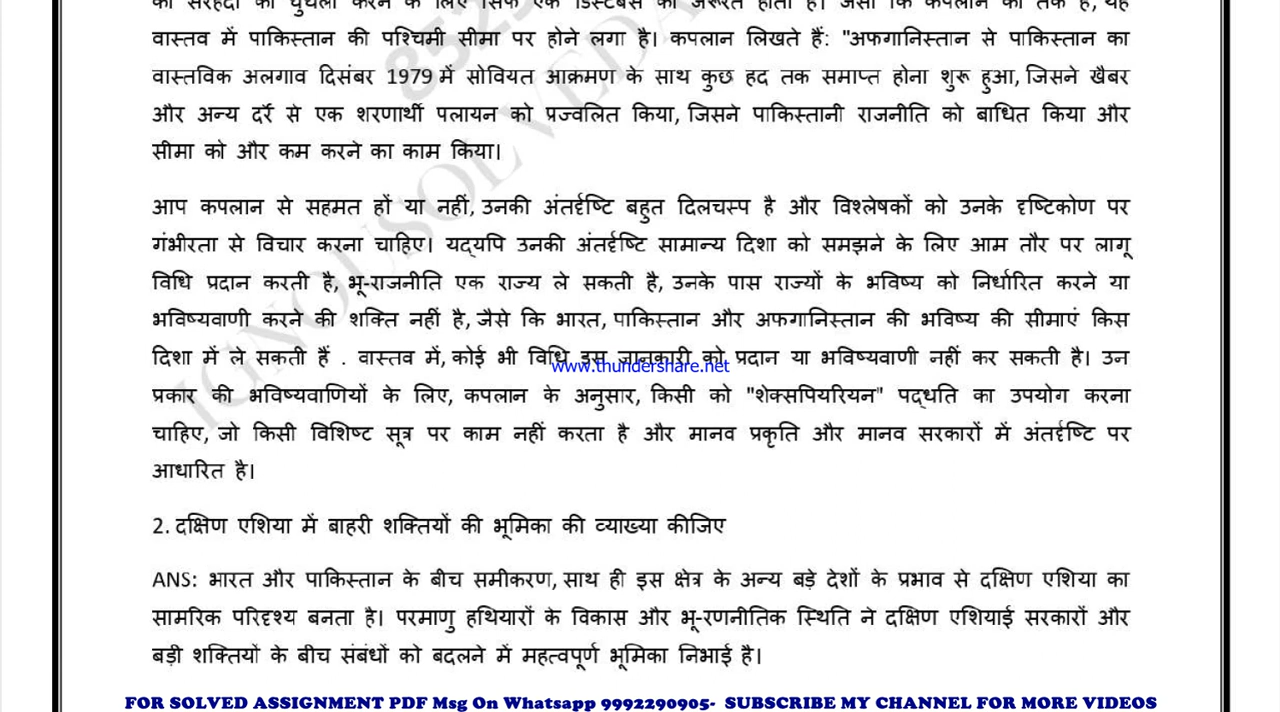 की सरहदों को धुंधला करने के लिए सिर्फ एक डिस्टर्बेंस की जरूरत होती है। जैसा कि कपलान का तर्क है, यह
वास्तव में पाकिस्तान की पश्चिमी सीमा पर होने लगा है। कपलान लिखते हैं: "अफगानिस्तान से पाकिस्तान का
वास्तविक अलगाव दिसंबर 1979 में सोवियत आक्रमण के साथ कुछ हद तक समाप्त होना शुरू हुआ, जिसने खैबर
और अन्य दर्रे से एक शरणार्थी पलायन को प्रज्वलित किया, जिसने पाकिस्तानी राजनीति को बाधित किया और
सीमा को और कम करने का काम किया।
आप कपलान से सहमत हों या नहीं, उनकी अंतर्दृष्टि बहुत दिलचस्प है और विश्लेषकों को उनके दृष्टिकोण पर
गंभीरता से विचार करना चाहिए। यद्यपि उनकी अंतर्दृष्टि सामान्य दिशा को समझने के लिए आम तौर पर लागू
विधि प्रदान करती है, भू-राजनीति एक राज्य ले सकती है, उनके पास राज्यों के भविष्य को निर्धारित करने या
भविष्यवाणी करने की शक्ति नहीं है, जैसे कि भारत, पाकिस्तान और अफगानिस्तान की भविष्य की सीमाएं किस
दिशा में ले सकती हैं . वास्तव में, कोई भी विधि इस जानकारी को प्रदान या भविष्यवाणी नहीं कर सकती है। उन
www.thundershare.net
प्रकार की भविष्यवाणियों के लिए, कपलान के अनुसार, किसी को "शेक्सपियरियन" पद्धति का उपयोग करना
चाहिए, जो किसी विशिष्ट सूत्र पर काम नहीं करता है और मानव प्रकृति और मानव सरकारों में अंतर्दृष्टि पर
आधारित है।
2. दक्षिण एशिया में बाहरी शक्तियों की भूमिका की व्याख्या कीजिए
ANS: भारत और पाकिस्तान के बीच समीकरण, साथ ही इस क्षेत्र के अन्य बड़े देशों के प्रभाव से दक्षिण एशिया का
सामरिक परिदृश्य बनता है। परमाणु हथियारों के विकास और भू-रणनीतिक स्थिति ने दक्षिण एशियाई सरकारों और
बड़ी शक्तियों के बीच संबंधों को बदलने में महत्वपूर्ण भूमिका निभाई है।
FOR SOLVED ASSIGNMENT PDF Msg On Whatsapp 9992290905- SUBSCRIBE MY CHANNEL FOR MORE VIDEOS